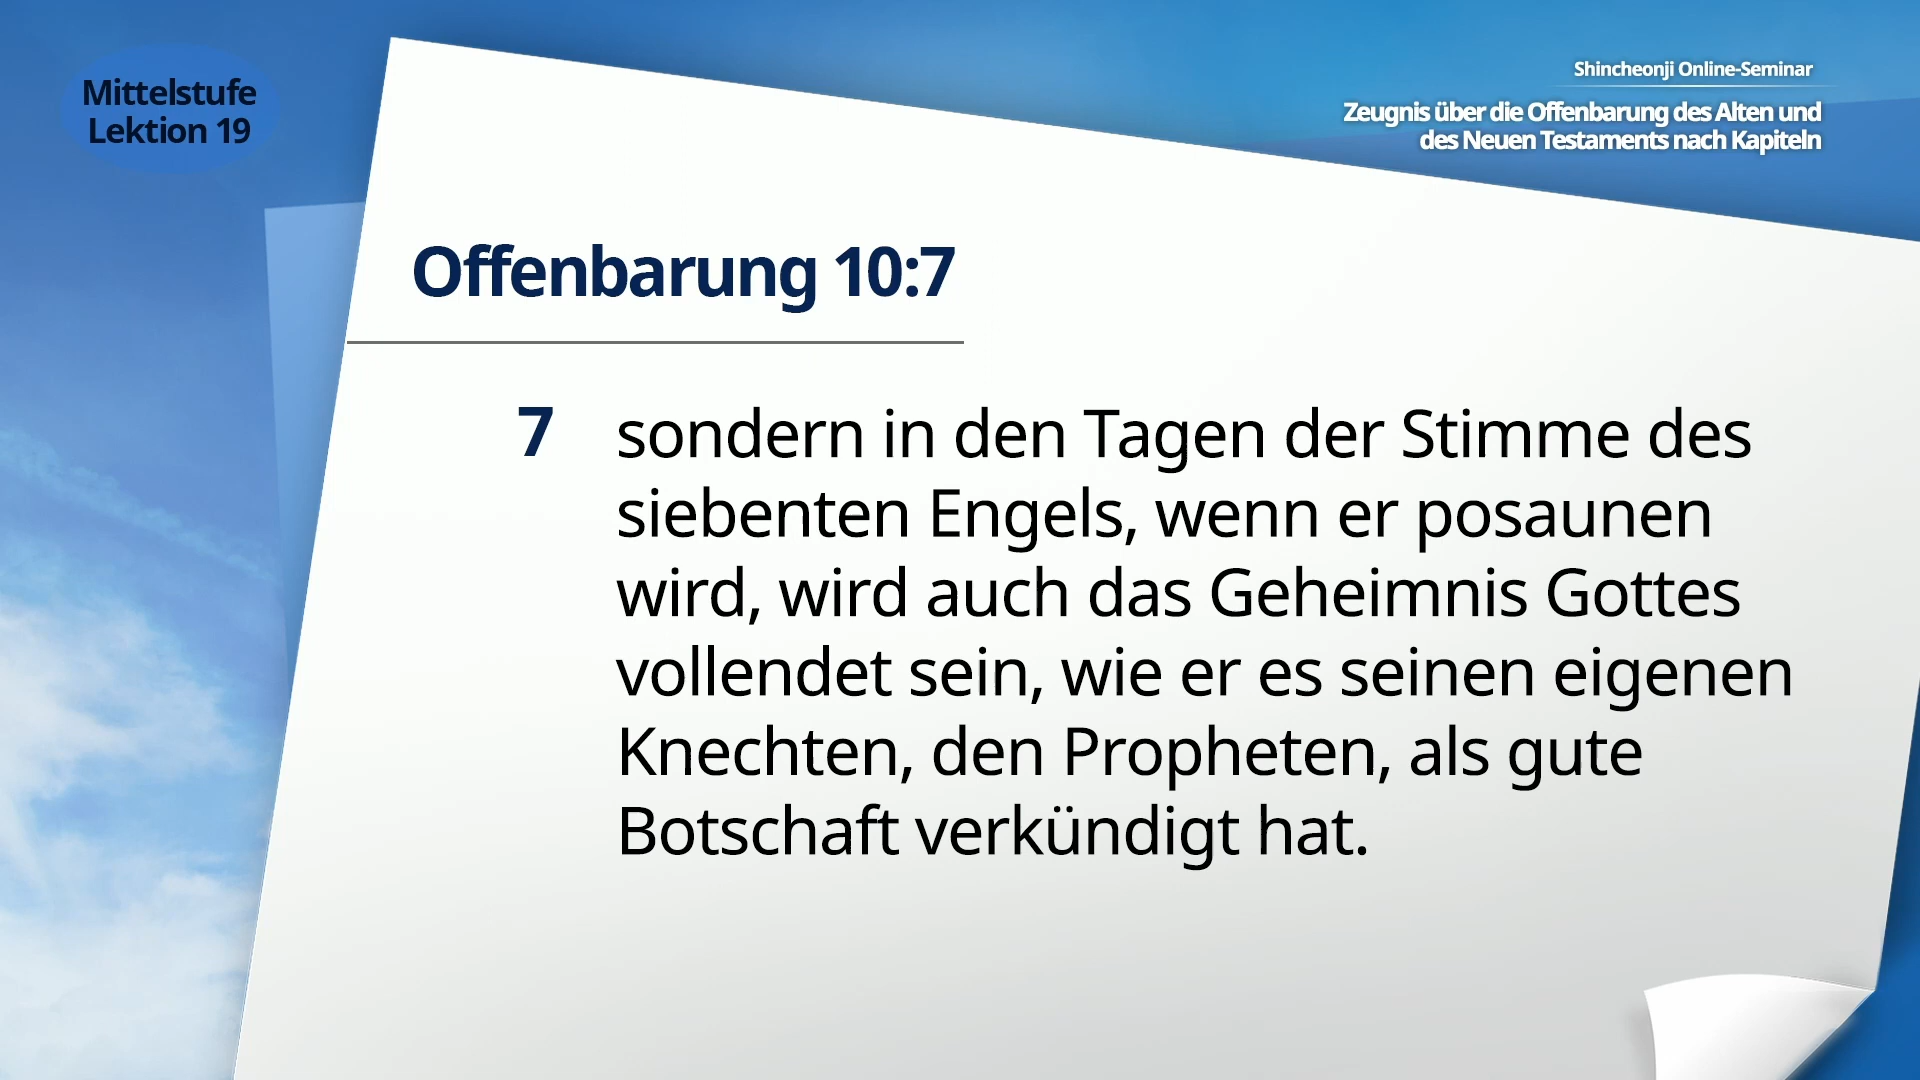 Mittelstufe
Lektion 19
Shincheonji Online-Seminar
Zeugnis über die Offenbarung des Alten und
des Neuen Testaments nach Kapiteln
Offenbarung 10:7
7 sondern in den Tagen der Stimme des
siebenten Engels, wenn er posaunen
wird, wird auch das Geheimnis Gottes
vollendet sein, wie er es seinen eigenen
Knechten, den Propheten, als gute
Botschaft verkündigt hat.